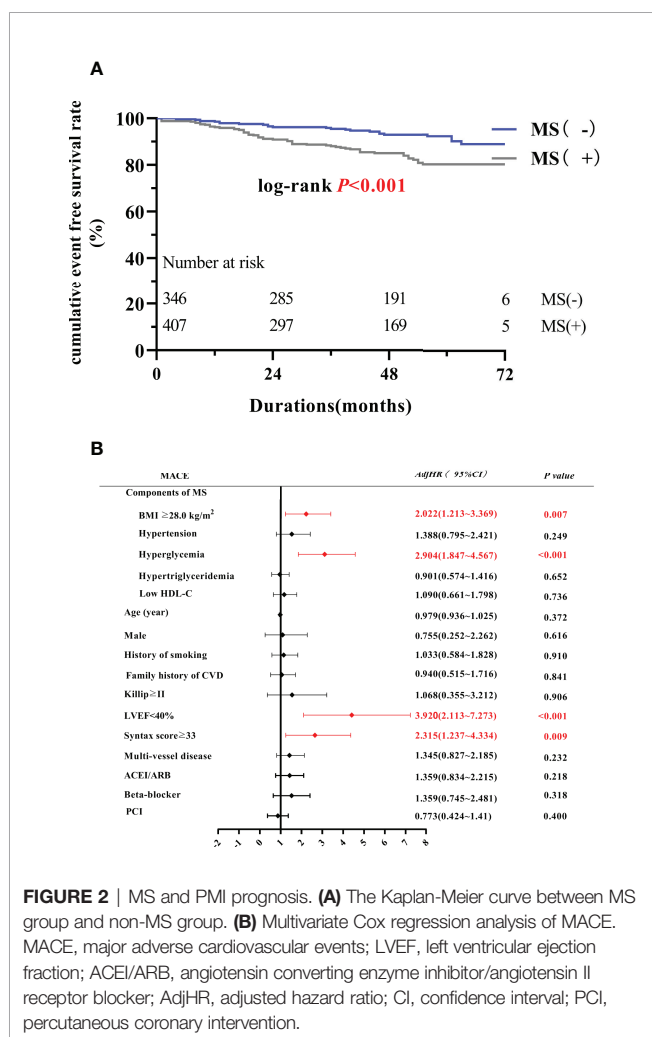 A
cumulative event free survival rate
(%)
100
80
60
40
20
0
MS( -)
MS( +)
log-rank P<0.001
Number at risk
346 285 191 6 MS(-)
407 297 169 5 MS(+)
0 24 48 72
Durations(months)
B
MACE AdjHR( 95%CI) P value
Components of MS
BMI ≥28.0 kg/m² 2.022(1.213~3.369) 0.007
Hypertension 1.388(0.795~2.421) 0.249
Hyperglycemia 2.904(1.847~4.567) <0.001
Hypertriglyceridemia 0.901(0.574~1.416) 0.652
Low HDL-C 1.090(0.661~1.798) 0.736
Age (year) 0.979(0.936~1.025) 0.372
Male 0.755(0.252~2.262) 0.616
History of smoking 1.033(0.584~1.828) 0.910
Family history of CVD 0.940(0.515~1.716) 0.841
Killip≥II 1.068(0.355~3.212) 0.906
LVEF<40% 3.920(2.113~7.273) <0.001
Syntax score≥33 2.315(1.237~4.334) 0.009
Multi-vessel disease 1.345(0.827~2.185) 0.232
ACEI/ARB 1.359(0.834~2.215) 0.218
Beta-blocker 1.359(0.745~2.481) 0.318
PCI 0.773(0.424~1.41) 0.400
-2 -1 0 1 2 3 4 5 6 7 8
FIGURE 2 | MS and PMI prognosis. (A) The Kaplan-Meier curve between MS
group and non-MS group. (B) Multivariate Cox regression analysis of MACE.
MACE, major adverse cardiovascular events; LVEF, left ventricular ejection
fraction; ACEI/ARB, angiotensin converting enzyme inhibitor/angiotensin II
receptor blocker; AdjHR, adjusted hazard ratio; CI, confidence interval; PCI,
percutaneous coronary intervention.